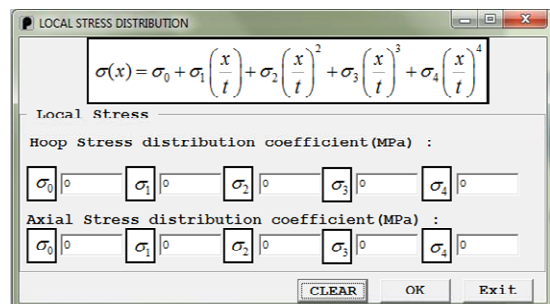 LOCAL STRESS DISTRIBUTION
σ(x) = σ₀ + σ₁(x/t) + σ₂(x/t)² + σ₃(x/t)³ + σ₄(x/t)⁴
Local Stress
Hoop Stress distribution coefficient(MPa) :
σ₀ 0 σ₁ 0 σ₂ 0 σ₃ 0 σ₄ 0
Axial Stress distribution coefficient(MPa) :
σ₀ 0 σ₁ 0 σ₂ 0 σ₃ 0 σ₄ 0
CLEAR OK Exit